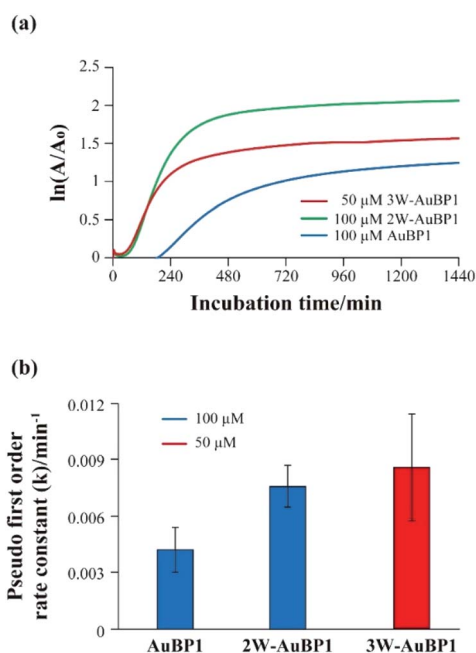 (a)
ln(A/A₀)
2.5
2
1.5
1
0.5
0
50 µM 3W-AuBP1
100 µM 2W-AuBP1
100 µM AuBP1
0 240 480 720 960 1200 1440
Incubation time/min
(b)
Pseudo first order
rate constant (k)/min⁻¹
0.012
0.009
0.006
0.003
0
100 µM
50 µM
AuBP1 2W-AuBP1 3W-AuBP1